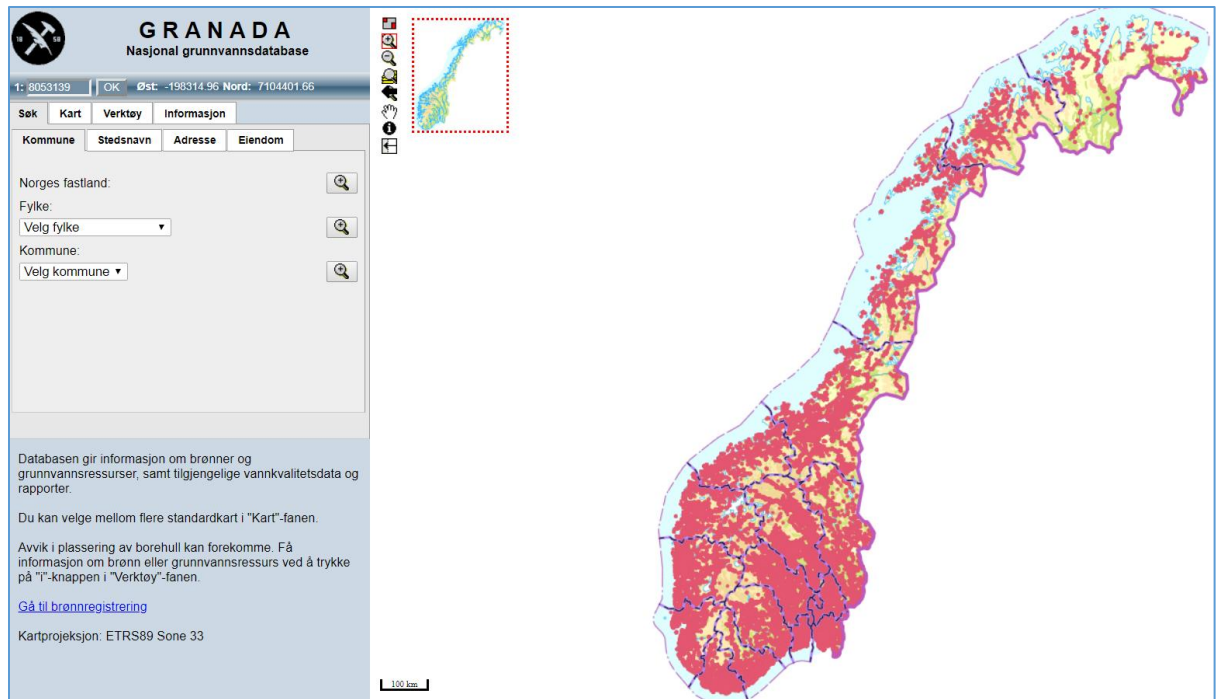 GRANADA
Nasjonal grunnvannsdatabase
18 58
1: 8053139 OK Øst: -198314.96 Nord: 7104401.66
Søk Kart Verktøy Informasjon
Kommune Stedsnavn Adresse Eiendom
Norges fastland:
Fylke:
Velg fylke
Kommune:
Velg kommune
Databasen gir informasjon om brønner og
grunnvannsressurser, samt tilgjengelige vannkvalitetsdata og
rapporter.
Du kan velge mellom flere standardkart i "Kart"-fanen.
Avvik i plassering av borehull kan forekomme. Få
informasjon om brønn eller grunnvannsressurs ved å trykke
på "i"-knappen i "Verktøy"-fanen.
Gå til brønnregistrering
Kartprojeksjon: ETRS89 Sone 33
100 km